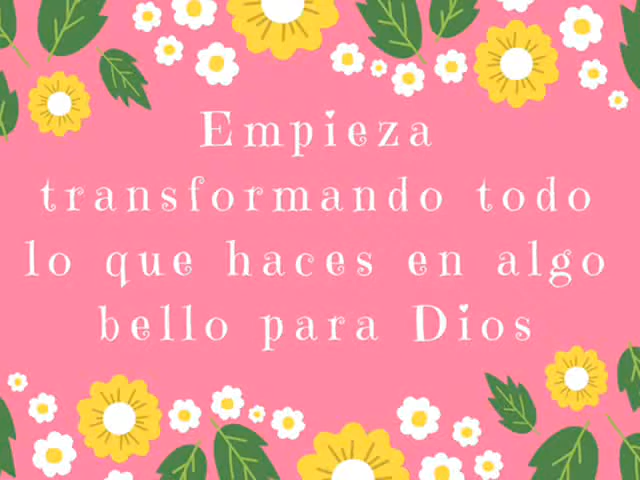 Empieza
transformando todo
lo que haces en algo
bello para Dios